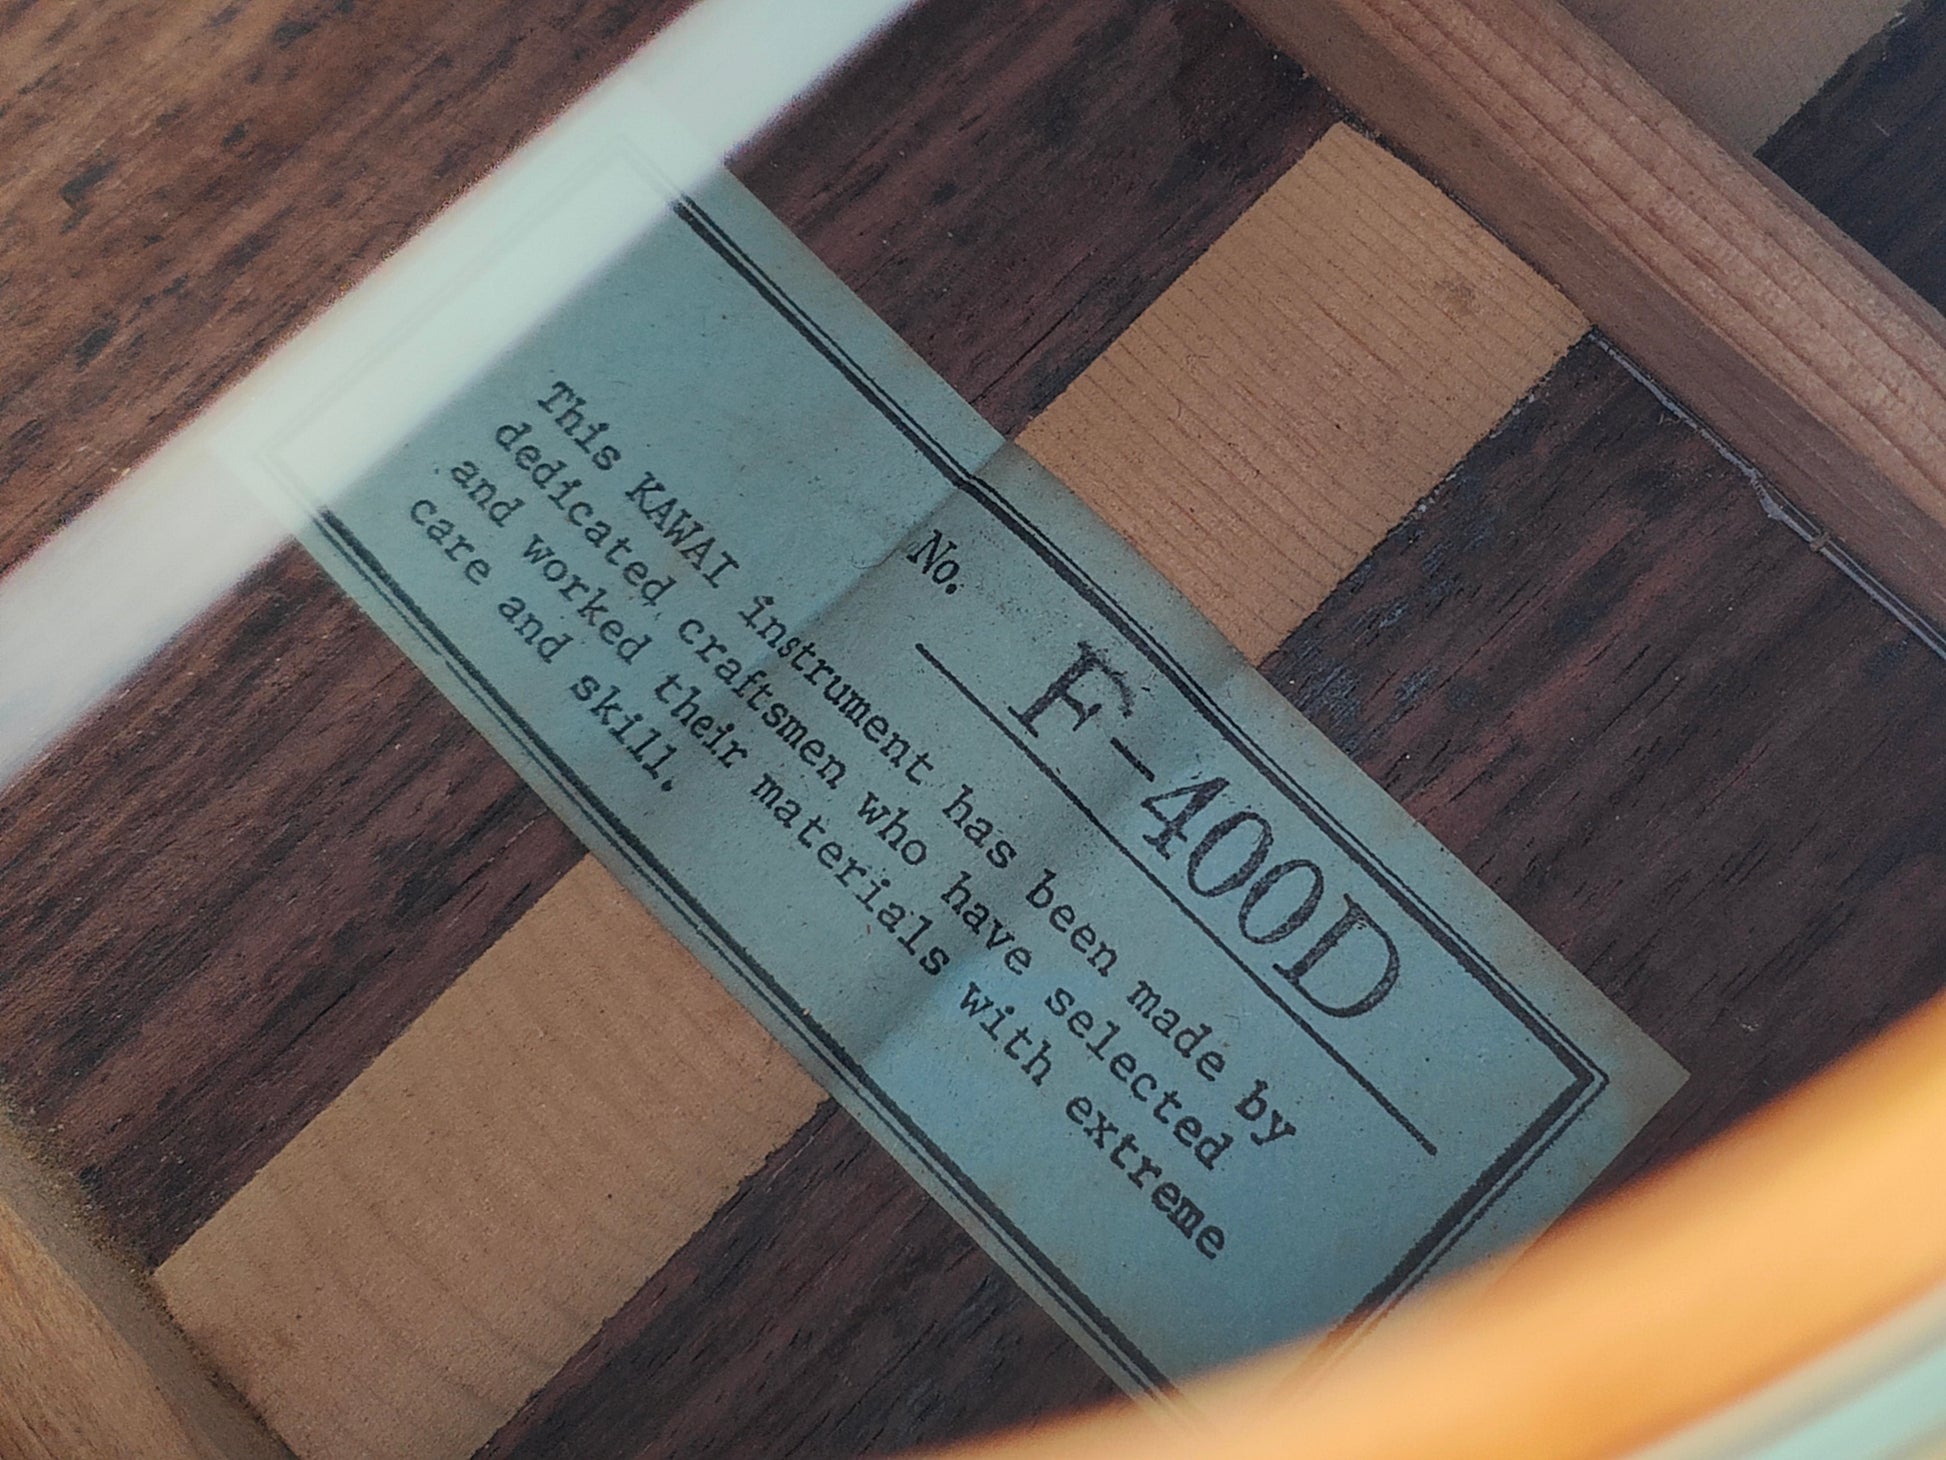 No. F-400D
This KAWAI instrument has been made by
dedicated craftsmen who have selected
and worked their materials with extreme
care and skill.